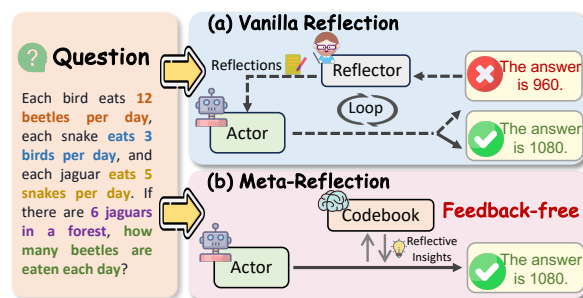 Question
Each bird eats 12
beetles per day,
each snake eats 3
birds per day, and
each jaguar eats 5
snakes per day. If
there are 6 jaguars
in a forest, how
many beetles are
eaten each day?
(a) Vanilla Reflection
Reflections
Reflector
Loop
Actor
The answer
is 960.
The answer
is 1080.
(b) Meta-Reflection
Codebook
Feedback-free
Reflective
Insights
Actor
The answer
is 1080.